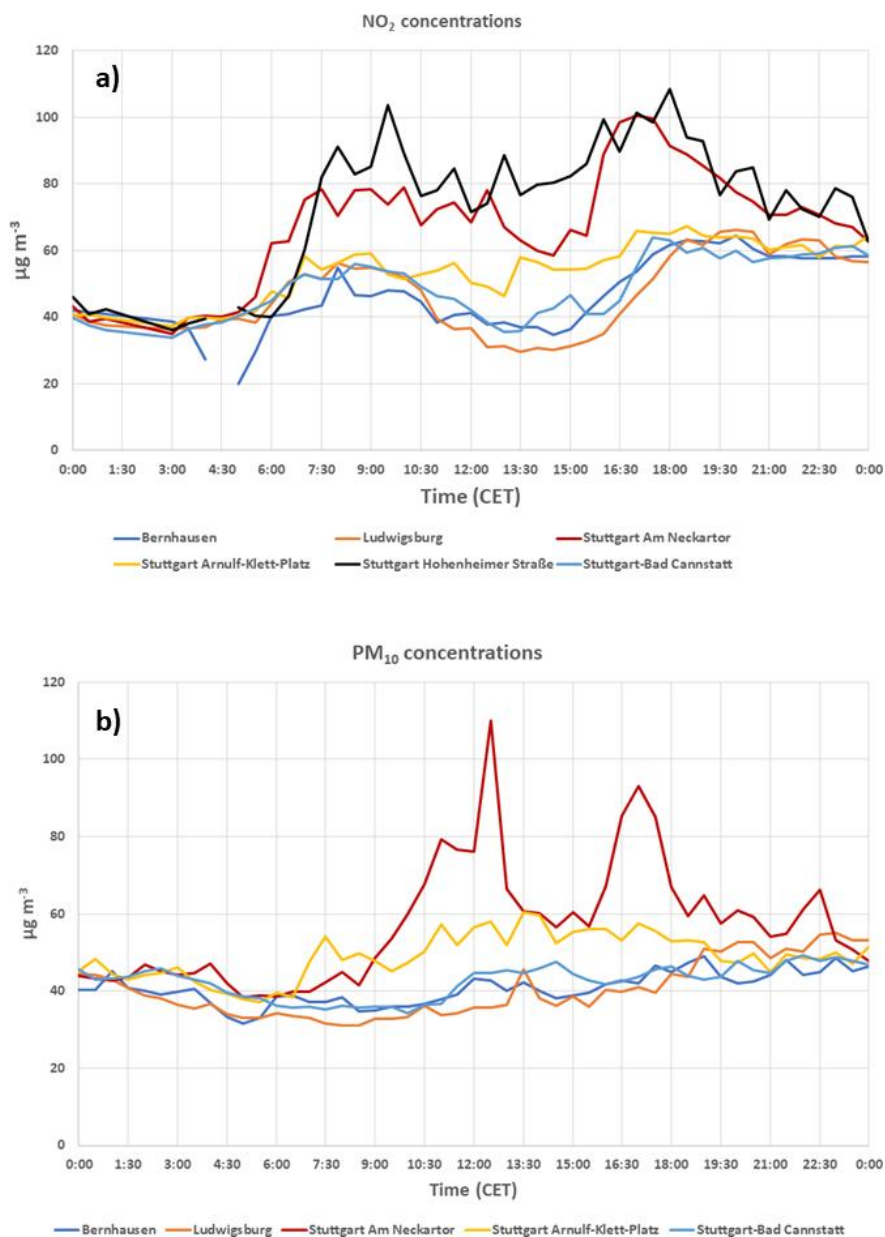 NO₂ concentrations
a)
120
100
80
60
40
20
0
µg m⁻³
0:00 1:30 3:00 4:30 6:00 7:30 9:00 10:30 12:00 13:30 15:00 16:30 18:00 19:30 21:00 22:30 0:00
Time (CET)
Bernhausen Ludwigsburg Stuttgart Am Neckartor
Stuttgart Arnulf-Klett-Platz Stuttgart Hohenheimer Straße Stuttgart-Bad Cannstatt
PM₁₀ concentrations
b)
120
100
80
60
40
20
0
µg m⁻³
0:00 1:30 3:00 4:30 6:00 7:30 9:00 10:30 12:00 13:30 15:00 16:30 18:00 19:30 21:00 22:30 0:00
Time (CET)
Bernhausen Ludwigsburg Stuttgart Am Neckartor Stuttgart Arnulf-Klett-Platz Stuttgart-Bad Cannstatt